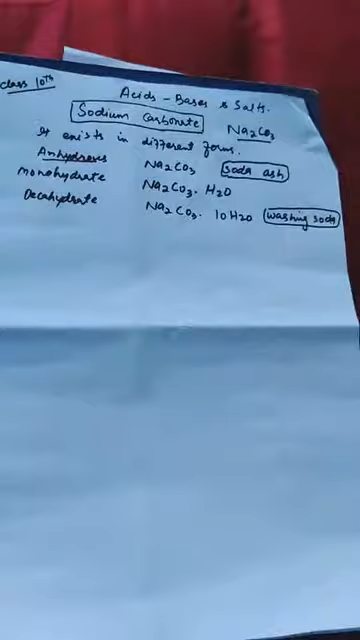 class 10th
Acids - Bases & Salts.
Sodium Carbonate Na2CO3
It exists in different forms.
Anhydrous Na2CO3 Soda ash
Monohydrate Na2CO3. H2O
Decahydrate Na2CO3. 10H2O washing soda